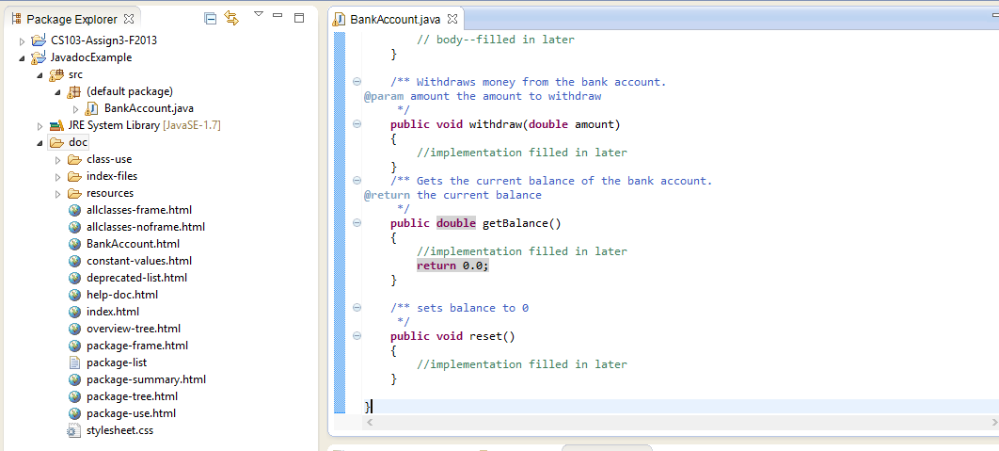 Package Explorer
CS103-Assign3-F2013
JavadocExample
src
(default package)
BankAccount.java
JRE System Library [JavaSE-1.7]
doc
class-use
index-files
resources
allclasses-frame.html
allclasses-noframe.html
BankAccount.html
constant-values.html
deprecated-list.html
help-doc.html
index.html
overview-tree.html
package-frame.html
package-list
package-summary.html
package-tree.html
package-use.html
stylesheet.css
BankAccount.java
// body--filled in later
}
/** Withdraws money from the bank account.
@param amount the amount to withdraw
*/
public void withdraw(double amount)
{
//implementation filled in later
}
/** Gets the current balance of the bank account.
@return the current balance
*/
public double getBalance()
{
//implementation filled in later
return 0.0;
}
/** sets balance to 0
*/
public void reset()
{
//implementation filled in later
}
}